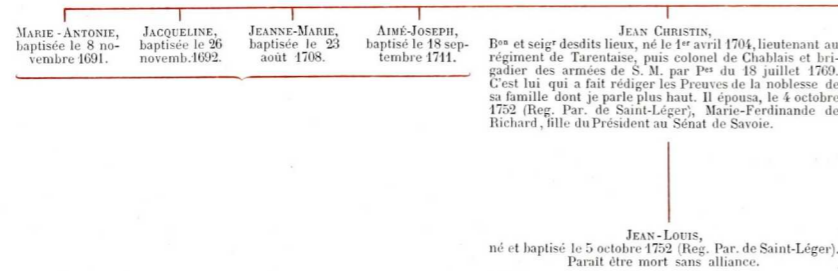 MARIE-ANTONIE,
baptisée le 8 no-
vembre 1691.
JACQUELINE,
baptisée le 26
novemb.1692.
JEANNE-MARIE,
baptisée le 23
août 1708.
AIMÉ-JOSEPH,
baptisé le 18 sep-
tembre 1711.
JEAN CHRISTIN,
Bon et seigr desdits lieux, né le 1er avril 1704, lieutenant au
régiment de Tarentaise, puis colonel de Chablais et bri-
gadier des armées de S. M. par Pes du 18 juillet 1769.
C'est lui qui a fait rédiger les Preuves de la noblesse de
sa famille dont je parle plus haut. Il épousa, le 4 octobre
1752 (Reg. Par. de Saint-Léger), Marie-Ferdinande de
Richard, fille du Président au Sénat de Savoie.
JEAN-LOUIS,
né et baptisé le 5 octobre 1752 (Reg. Par. de Saint-Léger).
Paraît être mort sans alliance.